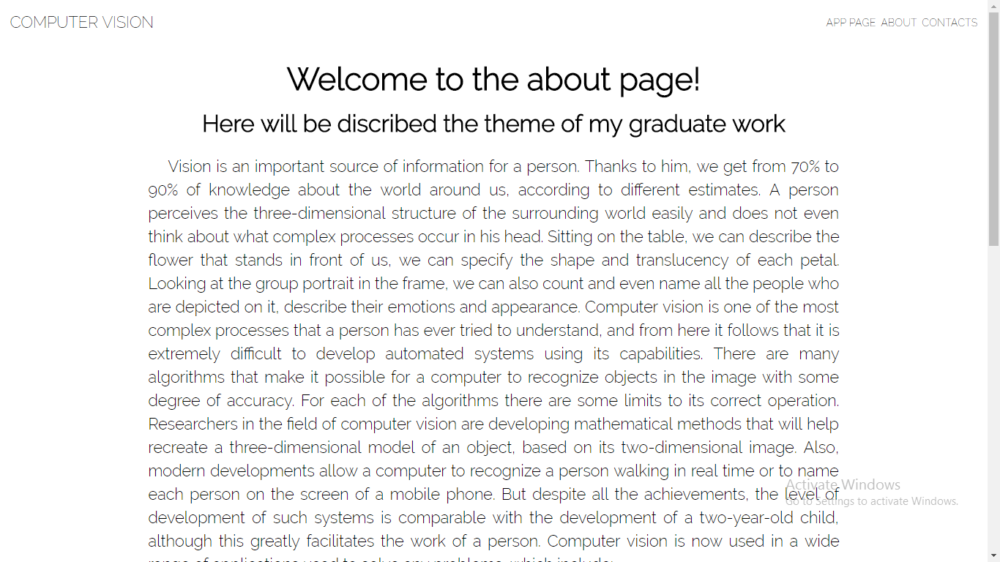 COMPUTER VISION
APP PAGE ABOUT CONTACTS
Welcome to the about page!
Here will be discribed the theme of my graduate work
Vision is an important source of information for a person. Thanks to him, we get from 70% to
90% of knowledge about the world around us, according to different estimates. A person
perceives the three-dimensional structure of the surrounding world easily and does not even
think about what complex processes occur in his head. Sitting on the table, we can describe the
flower that stands in front of us, we can specify the shape and translucency of each petal.
Looking at the group portrait in the frame, we can also count and even name all the people who
are depicted on it, describe their emotions and appearance. Computer vision is one of the most
complex processes that a person has ever tried to understand, and from here it follows that it is
extremely difficult to develop automated systems using its capabilities. There are many
algorithms that make it possible for a computer to recognize objects in the image with some
degree of accuracy. For each of the algorithms there are some limits to its correct operation.
Researchers in the field of computer vision are developing mathematical methods that will help
recreate a three-dimensional model of an object, based on its two-dimensional image. Also,
modern developments allow a computer to recognize a person walking in real time or to name
each person on the screen of a mobile phone. But despite all the achievements, the level of
development of such systems is comparable with the development of a two-year-old child,
although this greatly facilitates the work of a person. Computer vision is now used in a wide
range of applications used to solve any problems, which include:
Activate Windows
Go to Settings to activate Windows.